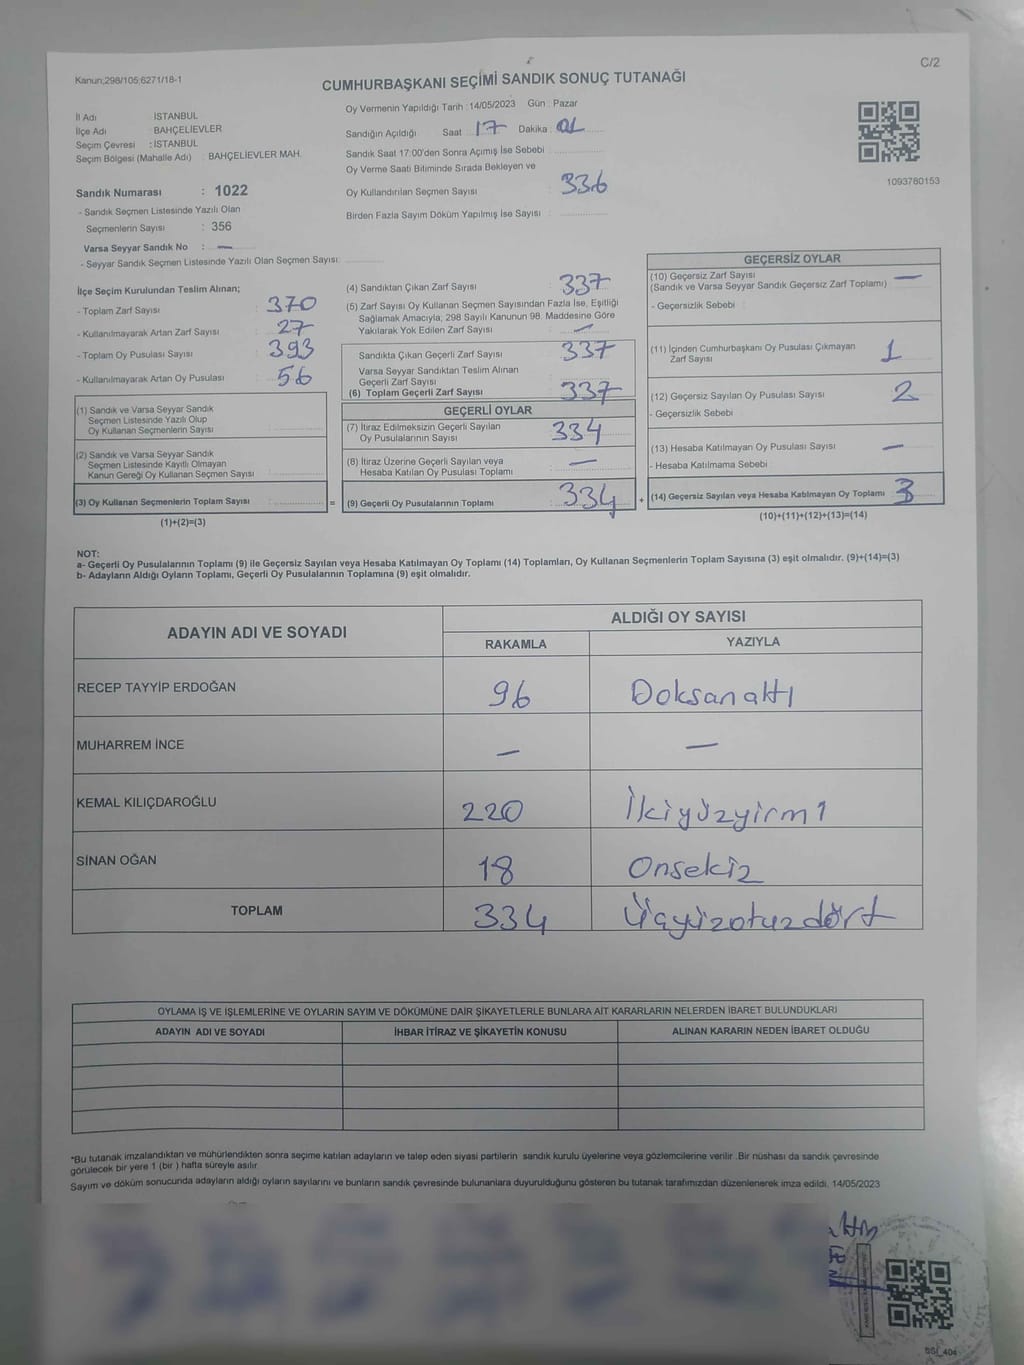 C/2
Kanun;298/105;6271/18-1
CUMHURBAŞKANI SEÇİMİ SANDIK SONUÇ TUTANAĞI
İl Adı İSTANBUL
İlçe Adı : BAHÇELİEVLER
Seçim Çevresi : İSTANBUL
Seçim Bölgesi (Mahalle Adı) : BAHÇELİEVLER MAH.
Sandık Numarası : 1022
- Sandık Seçmen Listesinde Yazılı Olan
Seçmenlerin Sayısı : 356
Varsa Seyyar Sandık No : —
- Seyyar Sandık Seçmen Listesinde Yazılı Olan Seçmen Sayısı:
Oy Vermenin Yapıldığı Tarih : 14/05/2023 Gün : Pazar
Sandığın Açıldığı Saat 17 Dakika : 01
Sandık Saat 17:00'den Sonra Açımış İse Sebebi :
Oy Verme Saati Bitiminde Sırada Bekleyen ve
Oy Kullandırılan Seçmen Sayısı : 336
Birden Fazla Sayım Döküm Yapılmış İse Sayısı :
1093780153
İlçe Seçim Kurulundan Teslim Alınan;
- Toplam Zarf Sayısı : 370
- Kullanılmayarak Artan Zarf Sayısı : 27
- Toplam Oy Pusulası Sayısı : 393
- Kullanılmayarak Artan Oy Pusulası : 56
(1) Sandık ve Varsa Seyyar Sandık
Seçmen Listesinde Yazılı Olup
Oy Kullanan Seçmenlerin Sayısı :
(2) Sandık ve Varsa Seyyar Sandık
Seçmen Listesinde Kayıtlı Olmayan
Kanun Gereği Oy Kullanan Seçmen Sayısı :
(3) Oy Kullanan Seçmenlerin Toplam Sayısı : =
(1)+(2)=(3)
(4) Sandıktan Çıkan Zarf Sayısı : 337
(5) Zarf Sayısı Oy Kullanan Seçmen Sayısından Fazla İse, Eşitliği
Sağlamak Amacıyla; 298 Sayılı Kanunun 98. Maddesine Göre
Yakılarak Yok Edilen Zarf Sayısı : —
Sandıkta Çıkan Geçerli Zarf Sayısı : 337
Varsa Seyyar Sandıktan Teslim Alınan
Geçerli Zarf Sayısı :
(6) Toplam Geçerli Zarf Sayısı : 337
GEÇERLİ OYLAR
(7) İtiraz Edilmeksizin Geçerli Sayılan
Oy Pusulalarının Sayısı : 334
(8) İtiraz Üzerine Geçerli Sayılan veya
Hesaba Katılan Oy Pusulası Toplamı : —
(9) Geçerli Oy Pusulalarının Toplamı : 334 +
GEÇERSİZ OYLAR
(10) Geçersiz Zarf Sayısı —
(Sandık ve Varsa Seyyar Sandık Geçersiz Zarf Toplamı) :
- Geçersizlik Sebebi :
(11) İçinden Cumhurbaşkanı Oy Pusulası Çıkmayan
Zarf Sayısı : 1
(12) Geçersiz Sayılan Oy Pusulası Sayısı : 2
- Geçersizlik Sebebi :
(13) Hesaba Katılmayan Oy Pusulası Sayısı : —
- Hesaba Katılmama Sebebi :
(14) Geçersiz Sayılan veya Hesaba Katılmayan Oy Toplamı : 3
(10)+(11)+(12)+(13)=(14)
NOT:
a- Geçerli Oy Pusulalarının Toplamı (9) ile Geçersiz Sayılan veya Hesaba Katılmayan Oy Toplamı (14) Toplamları, Oy Kullanan Seçmenlerin Toplam Sayısına (3) eşit olmalıdır. (9)+(14)=(3)
b- Adayların Aldığı Oyların Toplamı, Geçerli Oy Pusulalarının Toplamına (9) eşit olmalıdır.
ADAYIN ADI VE SOYADI ALDIĞI OY SAYISI
RAKAMLA YAZIYLA
RECEP TAYYİP ERDOĞAN 96 Doksanaltı
MUHARREM İNCE — —
KEMAL KILIÇDAROĞLU 220 İkiyüzyirmi
SİNAN OĞAN 18 Onsekiz
TOPLAM 334 Üçyüzotuzdört
OYLAMA İŞ VE İŞLEMLERİNE VE OYLARIN SAYIM VE DÖKÜMÜNE DAİR ŞİKAYETLERLE BUNLARA AİT KARARLARIN NELERDEN İBARET BULUNDUKLARI
ADAYIN ADI VE SOYADI İHBAR İTİRAZ VE ŞİKAYETİN KONUSU ALINAN KARARIN NEDEN İBARET OLDUĞU
*Bu tutanak imzalandıktan ve mühürlendikten sonra seçime katılan adayların ve talep eden siyasi partilerin sandık kurulu üyelerine veya gözlemcilerine verilir .Bir nüshası da sandık çevresinde
görülecek bir yere 1 (bir ) hafta süreyle asılır.
Sayım ve döküm sonucunda adayların aldığı oyların sayılarını ve bunların sandık çevresinde bulunanlara duyurulduğunu gösteren bu tutanak tarafımızdan düzenlenerek imza edildi. 14/05/2023